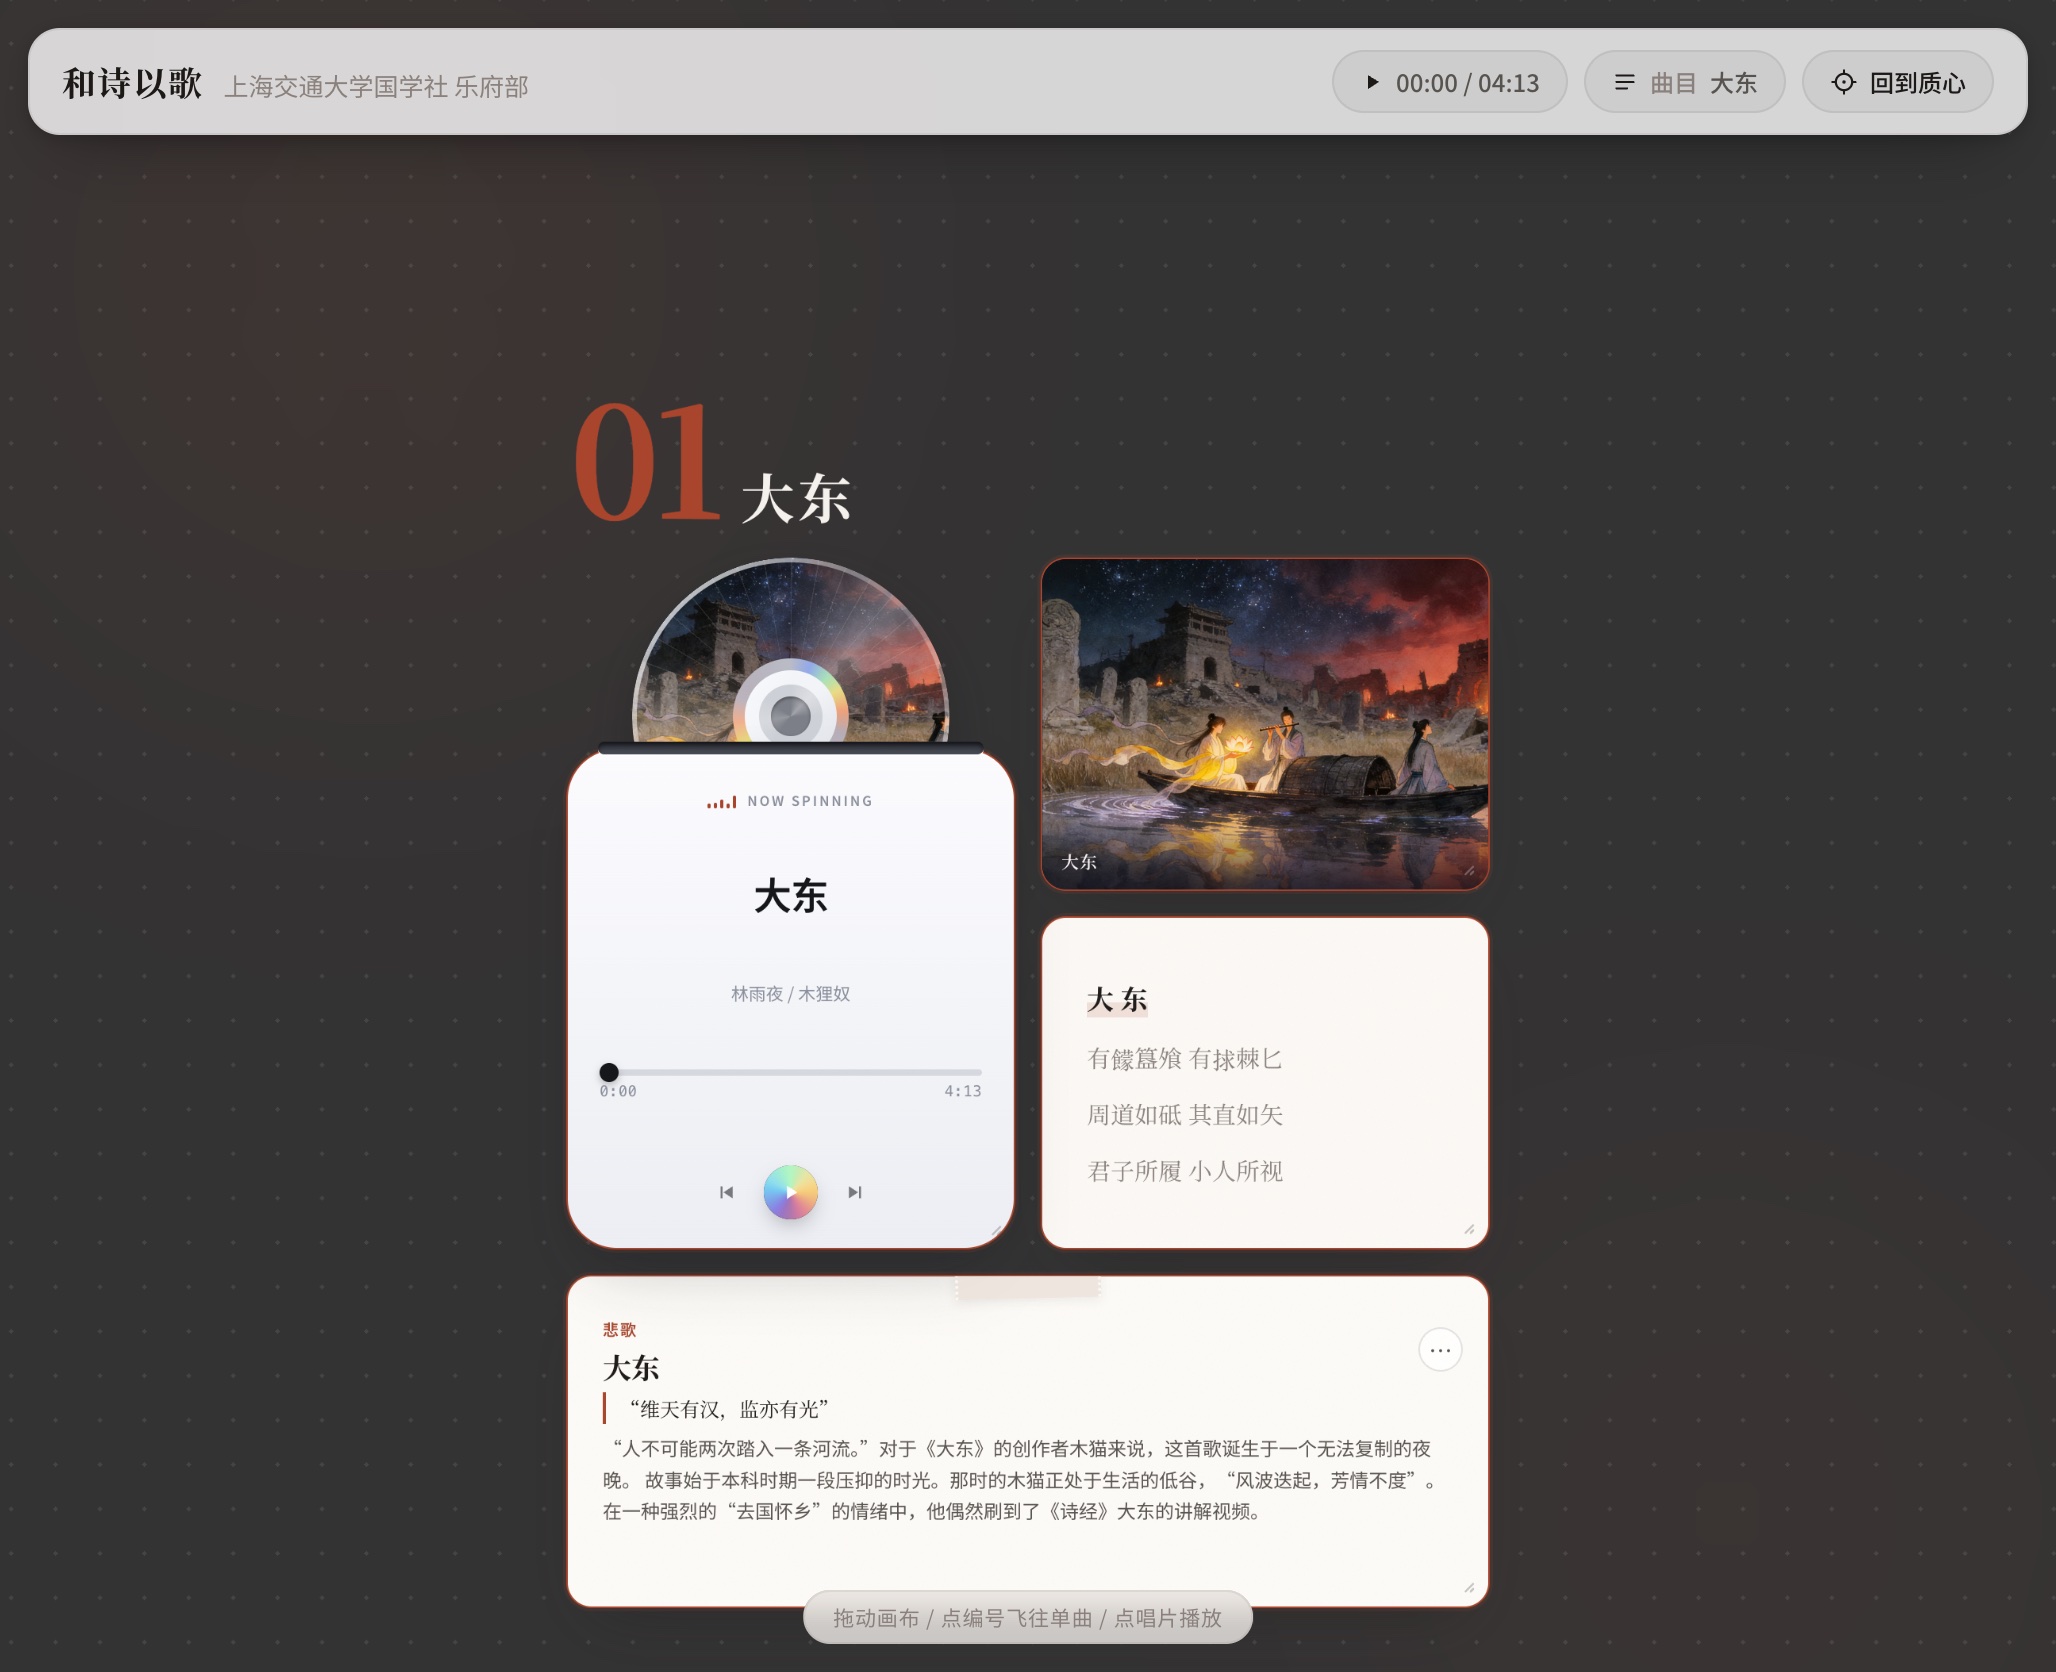 和诗以歌 上海交通大学国学社 乐府部
00:00 / 04:13
曲目 大东
回到质心
01 大东
NOW SPINNING
大东
林雨夜 / 木狸奴
0:00 4:13
大东
大 东
有饛簋飧 有捄棘匕
周道如砥 其直如矢
君子所履 小人所视
悲歌
大东
“维天有汉，监亦有光”
“人不可能两次踏入一条河流。”对于《大东》的创作者木猫来说，这首歌诞生于一个无法复制的夜
晚。 故事始于本科时期一段压抑的时光。那时的木猫正处于生活的低谷，“风波迭起，芳情不度”。
在一种强烈的“去国怀乡”的情绪中，他偶然刷到了《诗经》大东的讲解视频。
拖动画布 / 点编号飞往单曲 / 点唱片播放